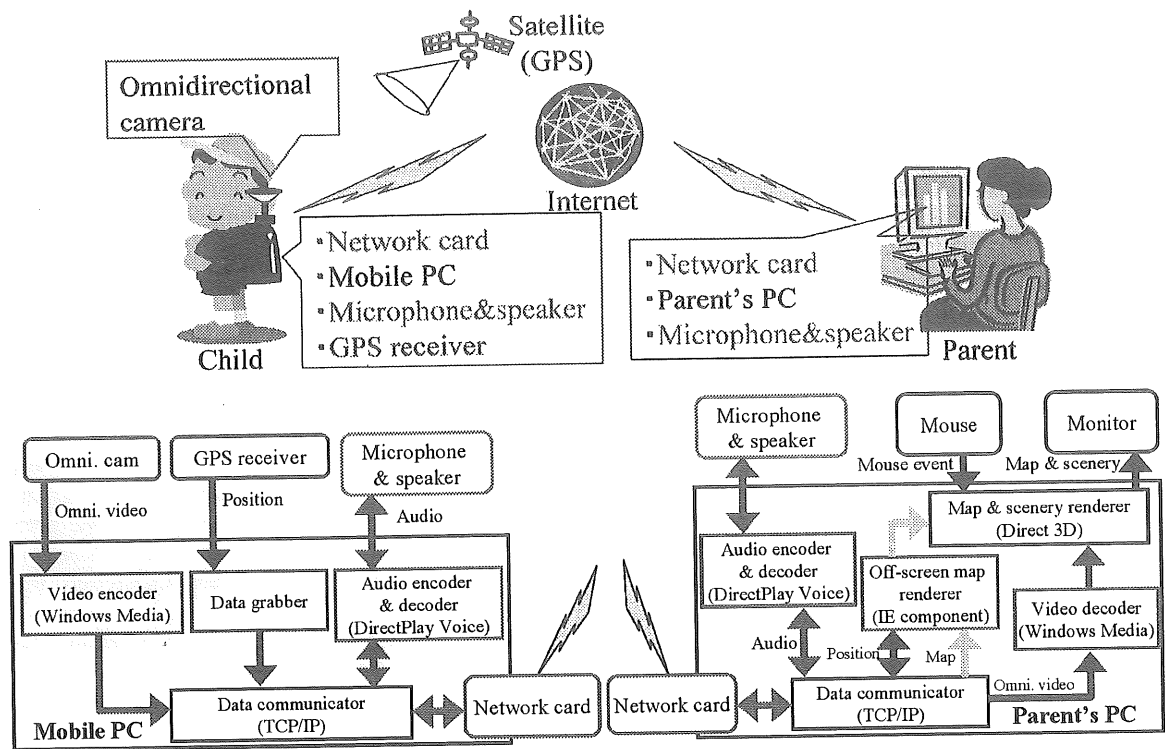 Satellite
(GPS)
Omnidirectional
camera
Internet
▪Network card
▪Mobile PC
▪Microphone&speaker
▪GPS receiver
Child
▪Network card
▪Parent's PC
▪Microphone&speaker
Parent
Omni. cam
GPS receiver
Microphone
& speaker
Omni. video
Position
Audio
Video encoder
(Windows Media)
Data grabber
Audio encoder
& decoder
(DirectPlay Voice)
Data communicator
(TCP/IP)
Mobile PC
Network card
Microphone
& speaker
Mouse
Monitor
Mouse event
Map & scenery
Map & scenery renderer
(Direct 3D)
Audio encoder
& decoder
(DirectPlay Voice)
Off-screen map
renderer
(IE component)
Video decoder
(Windows Media)
Audio
Position
Map
Omni. video
Network card
Data communicator
(TCP/IP)
Parent's PC